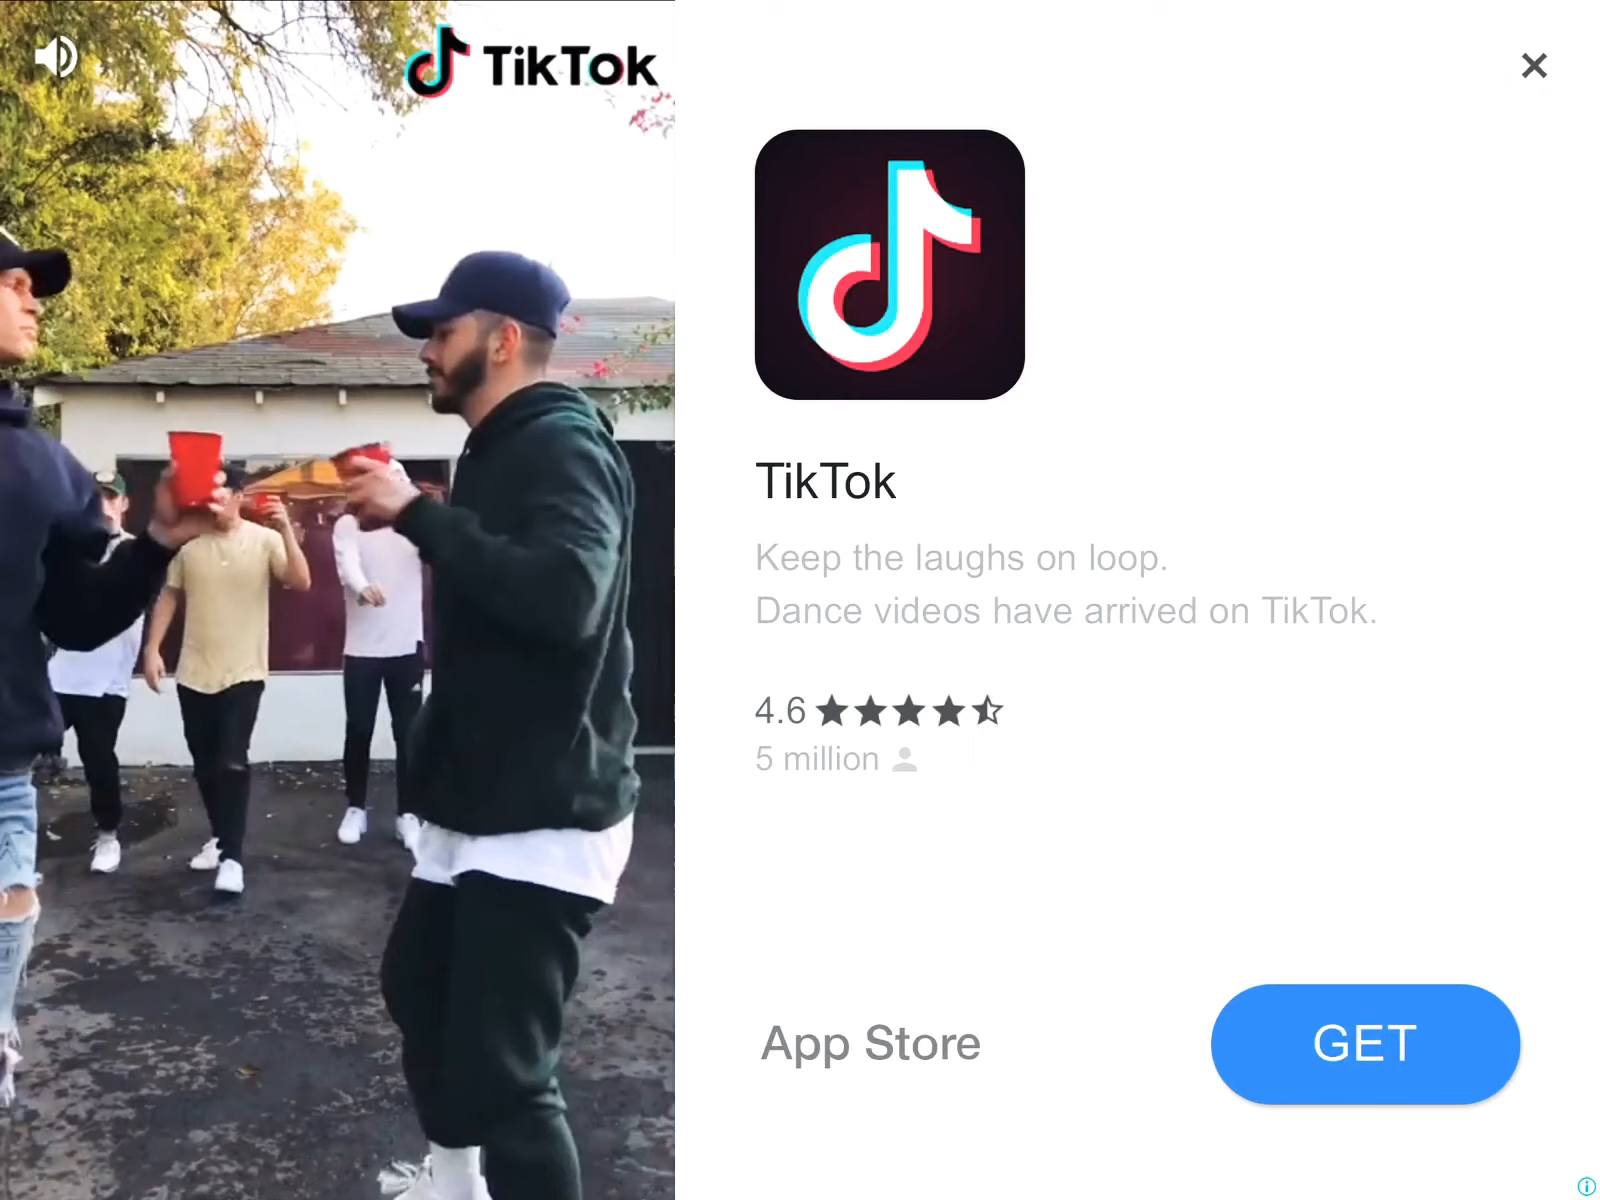 TikTok
TikTok
Keep the laughs on loop.
Dance videos have arrived on TikTok.
4.6
5 million
App Store
GET